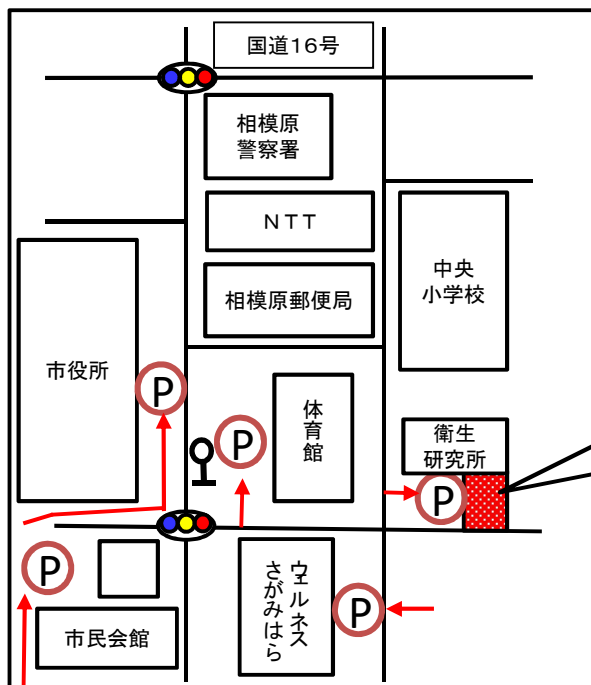 国道16号
相模原
警察署
ＮＴＴ
相模原郵便局
中央
小学校
市役所
P
P
体
育
館
衛生
研究所
P
P
市民会館
ウェルネス
さがみはら
P